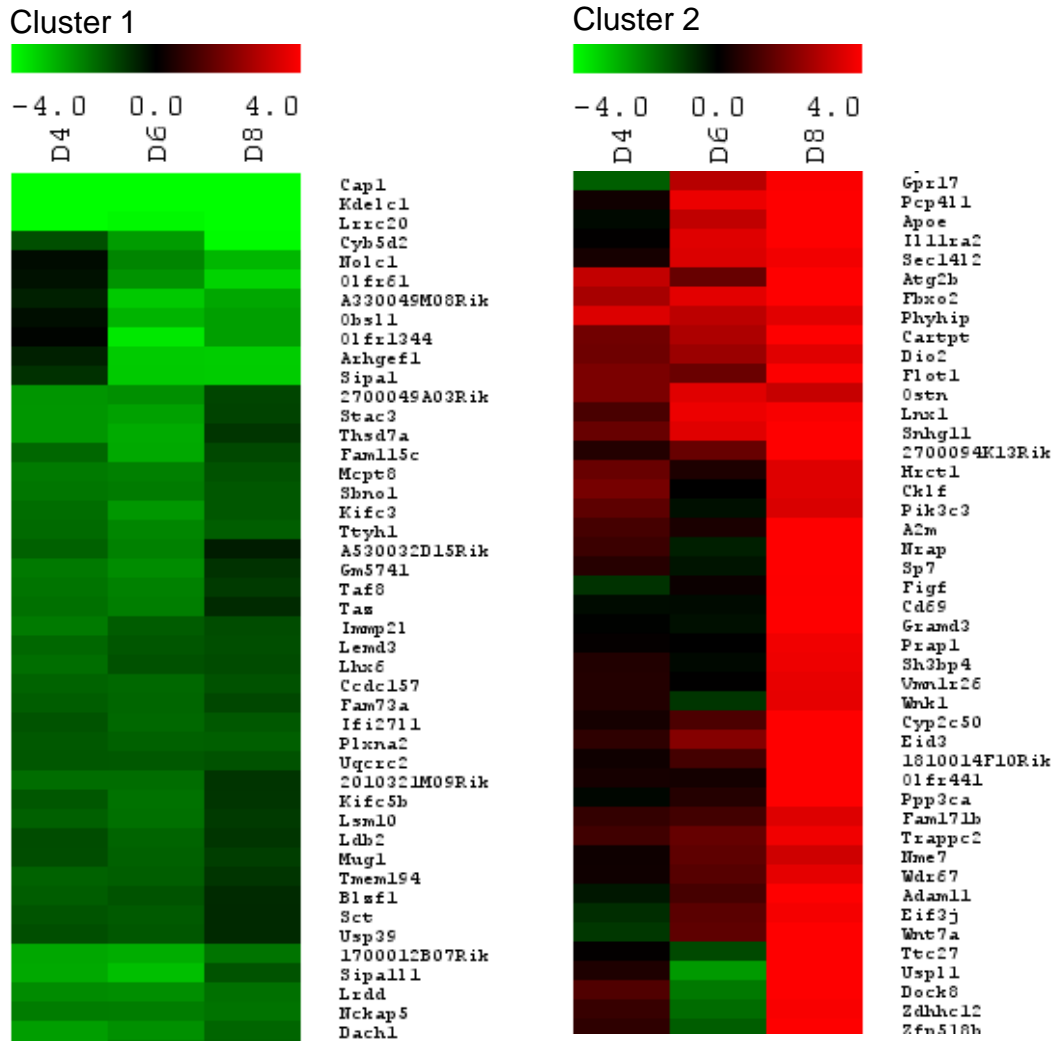 Cluster 1
-4.0 0.0 4.0
D4 D6 D8
Cap1
Kdelc1
Lrrc20
Cyb5d2
Nolc1
Olfr61
A330049M08Rik
Obsl1
Olfr1344
Arhgef1
Sipa1
2700049A03Rik
Stac3
Thsd7a
Fam115c
Mcpt8
Sbno1
Kifc3
Ttyh1
A530032D15Rik
Gm5741
Taf8
Taz
Immp2l
Lemd3
Lhx6
Ccdc157
Fam73a
Ifi27l1
Plxna2
Uqcrc2
2010321M09Rik
Kifc5b
Lsm10
Ldb2
Mug1
Tmem194
Blzf1
Sct
Usp39
1700012B07Rik
Sipa1l1
Lrdd
Nckap5
Dach1
Cluster 2
-4.0 0.0 4.0
D4 D6 D8
Gpr17
Pcp4l1
Apoe
Il11ra2
Sec14l2
Atg2b
Fbxo2
Phyhip
Cartpt
Dio2
Flot1
Ostn
Lnx1
Snhg11
2700094K13Rik
Hrct1
Cklf
Pik3c3
A2m
Nrap
Sp7
Figf
Cd69
Gramd3
Prap1
Sh3bp4
Vmn1r26
Wnk1
Cyp2c50
Eid3
1810014F10Rik
Olfr441
Ppp3ca
Fam171b
Trappc2
Nme7
Wdr67
Adam11
Eif3j
Wnt7a
Ttc27
Usp11
Dock8
Zdhhc12
Zfp518b